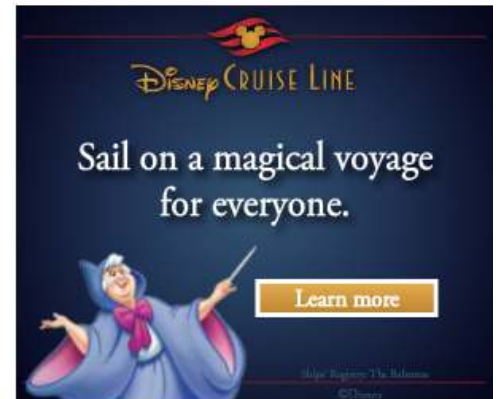 Disney CRUISE LINE
Sail on a magical voyage
for everyone.
Learn more
Ships' Registry: The Bahamas
©Disney